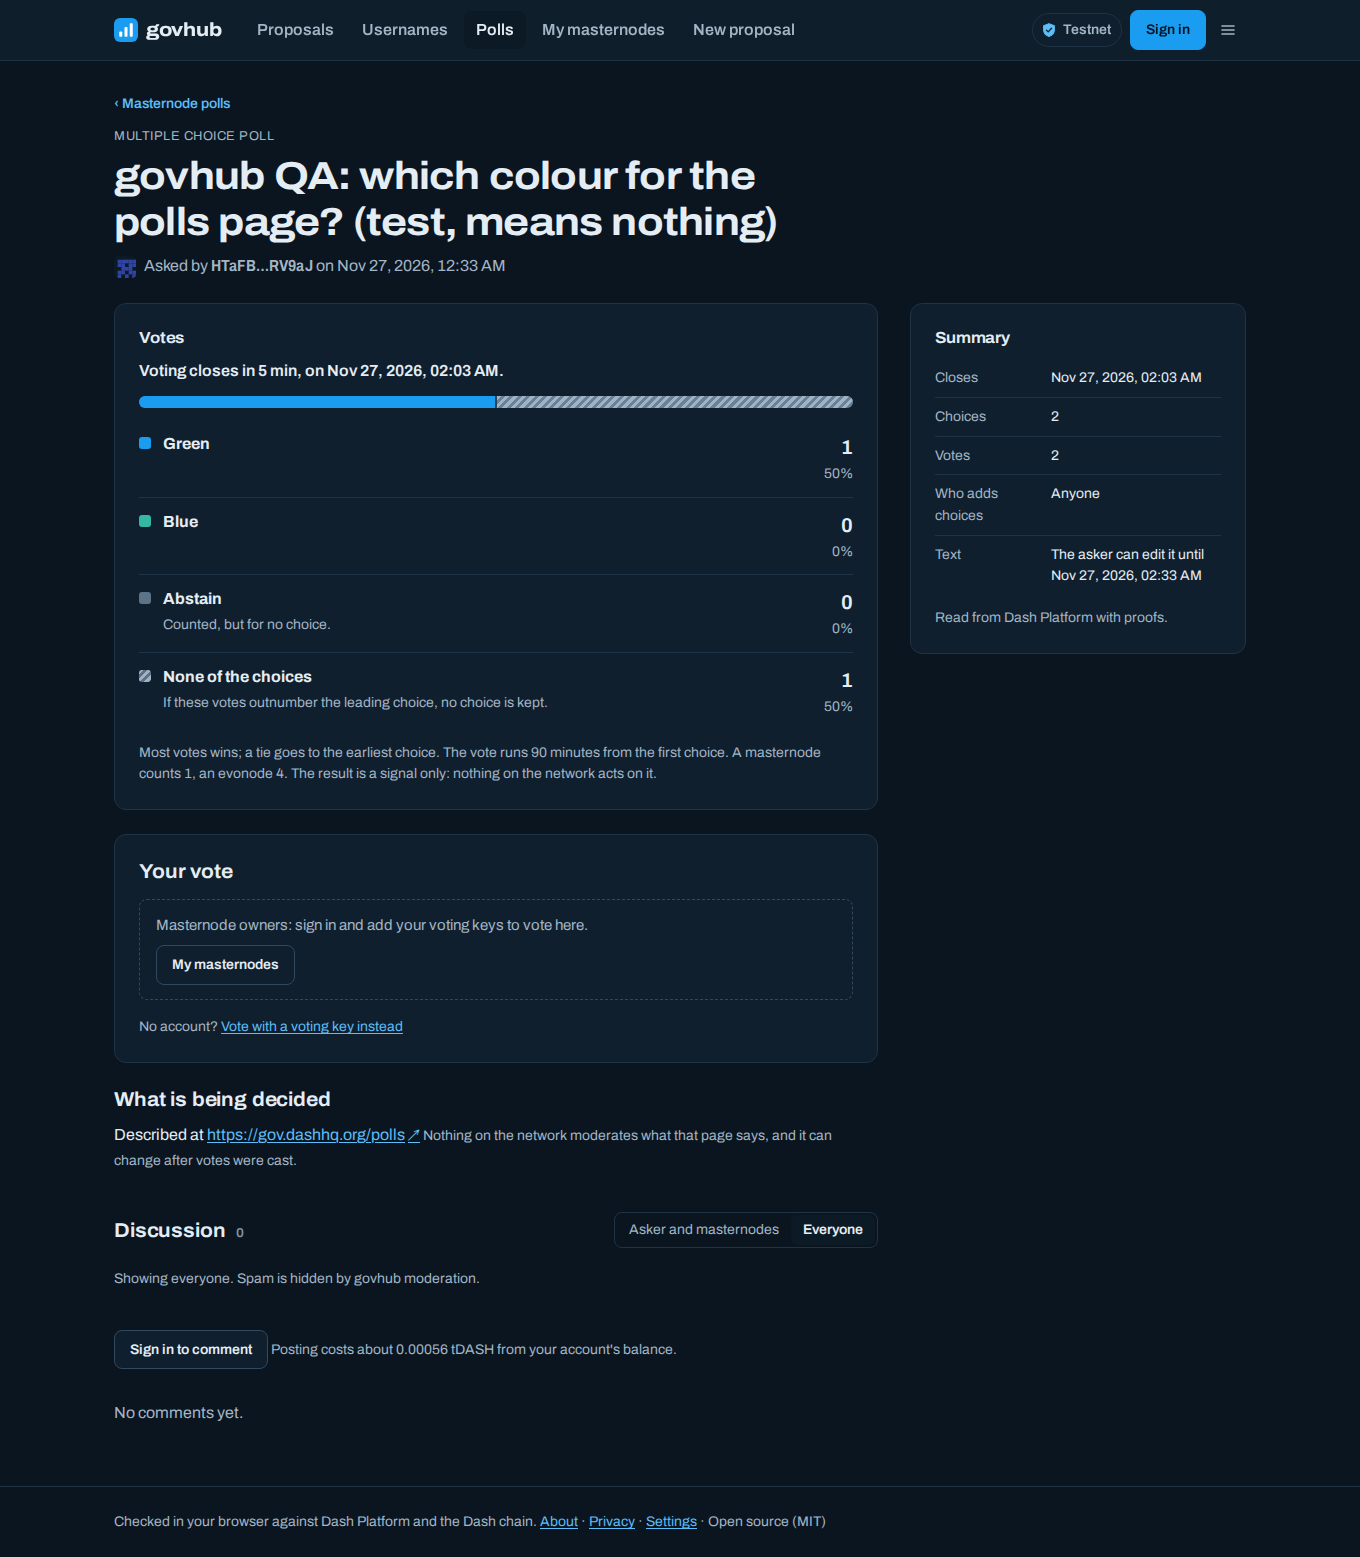 govhub
Proposals
Usernames
Polls
My masternodes
New proposal
Testnet
Sign in
‹ Masternode polls
MULTIPLE CHOICE POLL
govhub QA: which colour for the
polls page? (test, means nothing)
Asked by HTaFB…RV9aJ on Nov 27, 2026, 12:33 AM
Votes
Voting closes in 5 min, on Nov 27, 2026, 02:03 AM.
Green
1
50%
Blue
0
0%
Abstain
0
Counted, but for no choice.
0%
None of the choices
1
If these votes outnumber the leading choice, no choice is kept.
50%
Most votes wins; a tie goes to the earliest choice. The vote runs 90 minutes from the first choice. A masternode
counts 1, an evonode 4. The result is a signal only: nothing on the network acts on it.
Summary
Closes
Nov 27, 2026, 02:03 AM
Choices
2
Votes
2
Who adds
choices
Anyone
Text
The asker can edit it until
Nov 27, 2026, 02:33 AM
Read from Dash Platform with proofs.
Your vote
Masternode owners: sign in and add your voting keys to vote here.
My masternodes
No account? Vote with a voting key instead
What is being decided
Described at https://gov.dashhq.org/polls ↗ Nothing on the network moderates what that page says, and it can
change after votes were cast.
Discussion 0
Asker and masternodes
Everyone
Showing everyone. Spam is hidden by govhub moderation.
Sign in to comment
Posting costs about 0.00056 tDASH from your account's balance.
No comments yet.
Checked in your browser against Dash Platform and the Dash chain. About · Privacy · Settings · Open source (MIT)